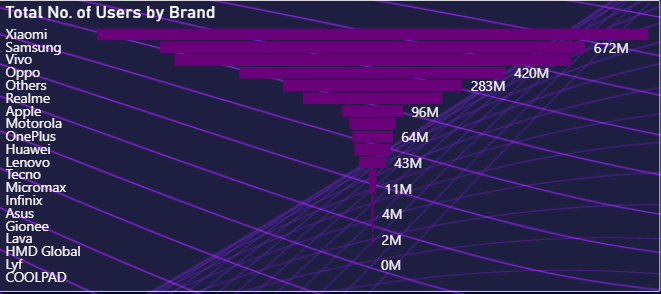 Total No. of Users by Brand
Xiaomi
Samsung 672M
Vivo
Oppo 420M
Others 283M
Realme
Apple 96M
Motorola
OnePlus 64M
Huawei
Lenovo 43M
Tecno
Micromax 11M
Infinix
Asus 4M
Gionee
Lava 2M
HMD Global
Lyf 0M
COOLPAD